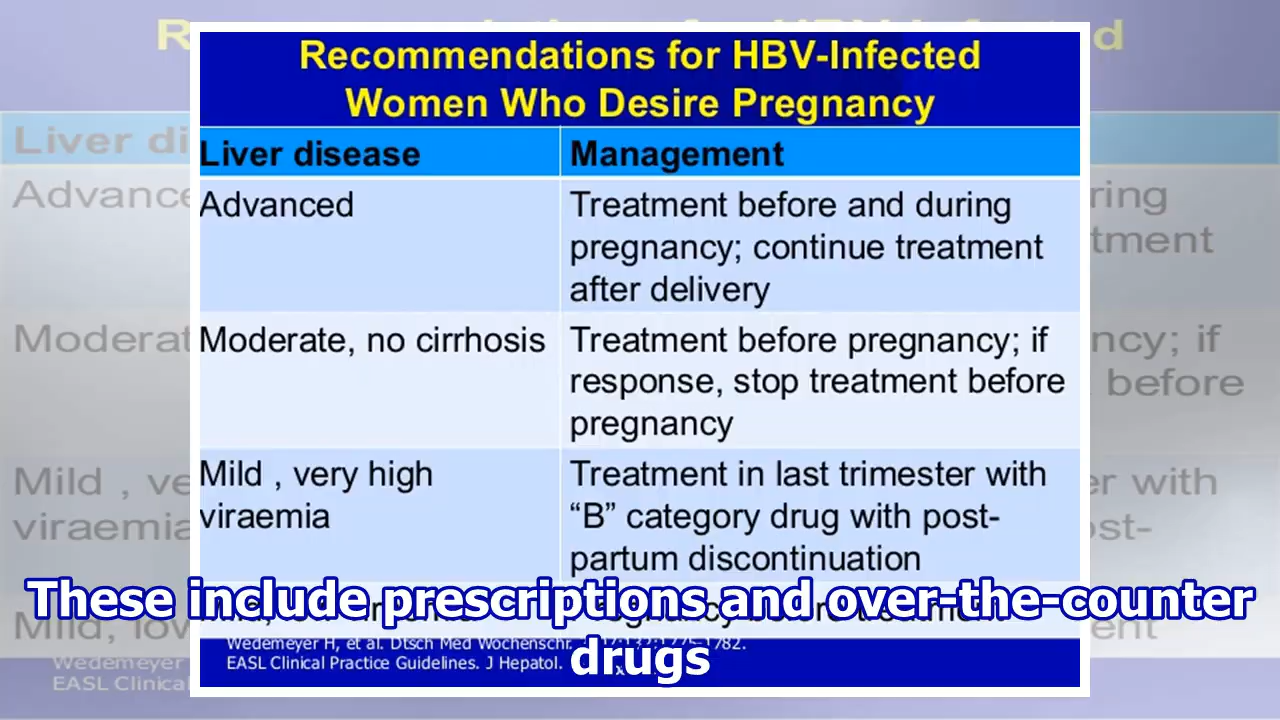 Recommendations for HBV-Infected
Women Who Desire Pregnancy
Liver disease
Management
Advanced
Treatment before and during
pregnancy; continue treatment
after delivery
Moderate, no cirrhosis
Treatment before pregnancy; if
response, stop treatment before
pregnancy
Mild , very high
viraemia
Treatment in last trimester with
“B” category drug with post-
partum discontinuation
These include prescriptions and over-the-counter
drugs
Wedemeyer H, et al. Dtsch Med Wochenschr.
EASL Clinical Practice Guidelines. J Hepatol.